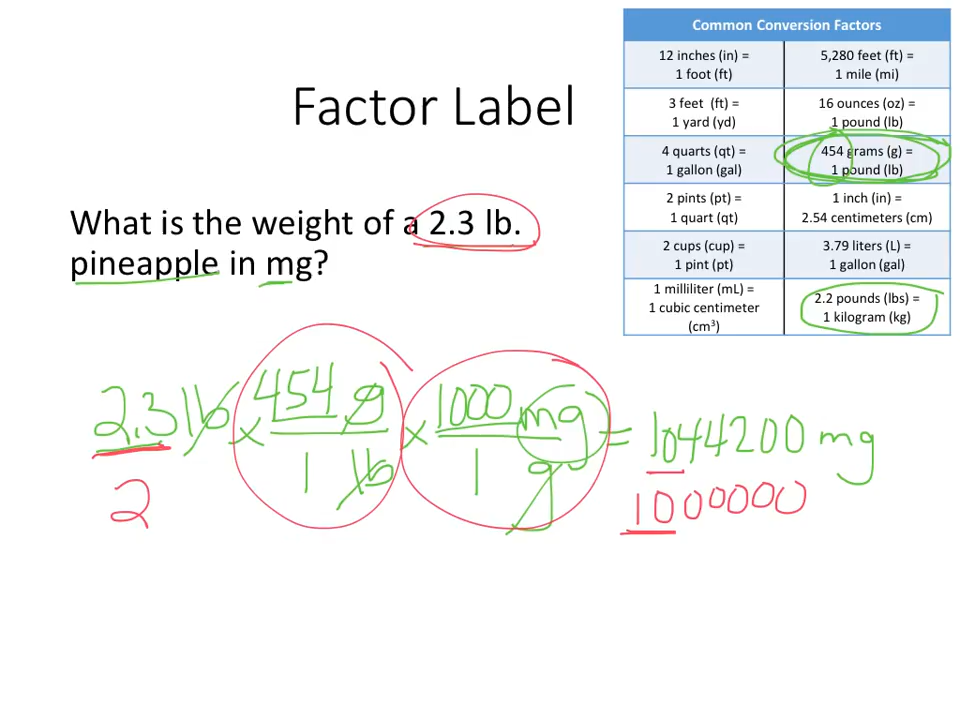 Common Conversion Factors
12 inches (in) =
1 foot (ft)
5,280 feet (ft) =
1 mile (mi)
3 feet (ft) =
1 yard (yd)
16 ounces (oz) =
1 pound (lb)
4 quarts (qt) =
1 gallon (gal)
454 grams (g) =
1 pound (lb)
2 pints (pt) =
1 quart (qt)
1 inch (in) =
2.54 centimeters (cm)
2 cups (cup) =
1 pint (pt)
3.79 liters (L) =
1 gallon (gal)
1 milliliter (mL) =
1 cubic centimeter
(cm³)
2.2 pounds (lbs) =
1 kilogram (kg)
Factor Label
What is the weight of a 2.3 lb.
pineapple in mg?
2.3 lb × 454 g × 1000 mg = 1044200 mg
1 lb 1 g
2 1000000